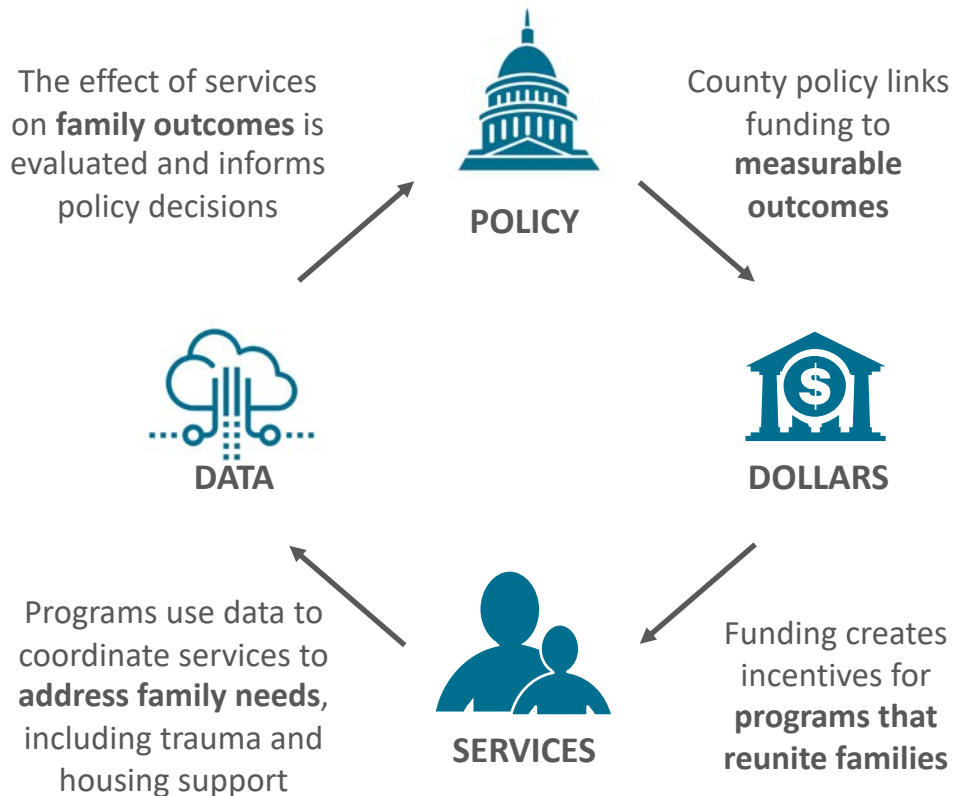 The effect of services
on family outcomes is
evaluated and informs
policy decisions
POLICY
County policy links
funding to
measurable
outcomes
DATA
$
DOLLARS
Programs use data to
coordinate services to
address family needs,
including trauma and
housing support
SERVICES
Funding creates
incentives for
programs that
reunite families